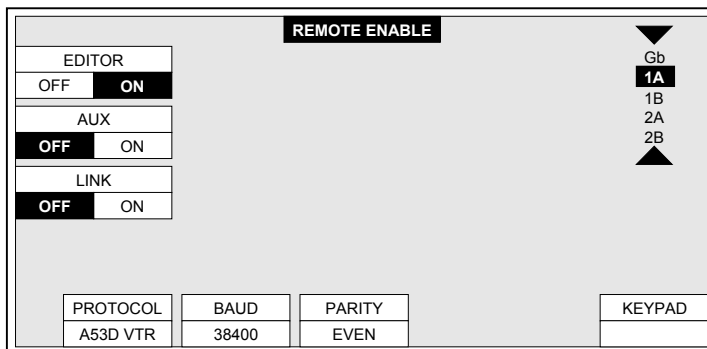 REMOTE ENABLE
EDITOR
OFF ON
AUX
OFF ON
LINK
OFF ON
Gb
1A
1B
2A
2B
PROTOCOL BAUD PARITY KEYPAD
A53D VTR 38400 EVEN